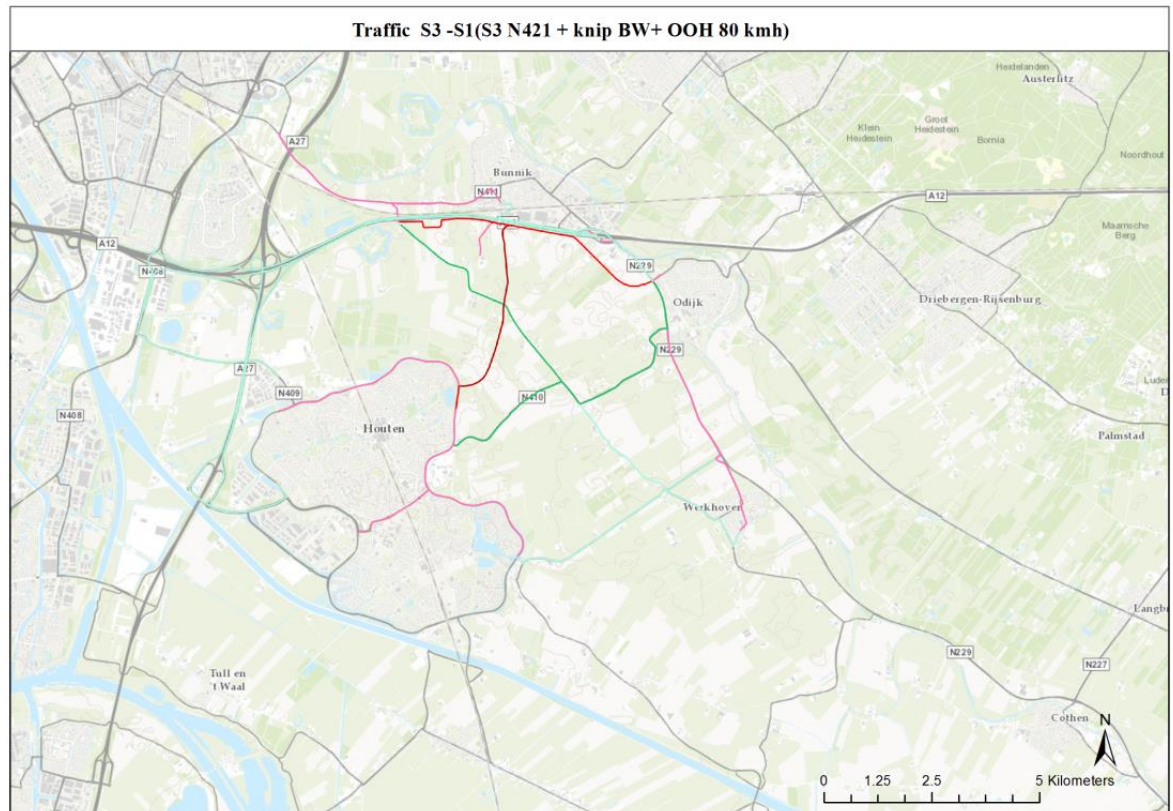 Traffic S3 -S1(S3 N421 + knip BW+ OOH 80 kmh)
Heidelanden
Austerlitz
Klein
Heidestein
Groot
Heidestein
Bornia
Noordhout
A27
Bunnik
N411
A12
A12
N408
Maarnsche
Berg
N229
Odijk
Driebergen-Rijsenburg
N229
A27
N409
N408
N410
Houten
Palmstad
Werkhoven
Langbr
N229
N227
Tull en
't Waal
Cothen
N
0 1.25 2.5 5 Kilometers